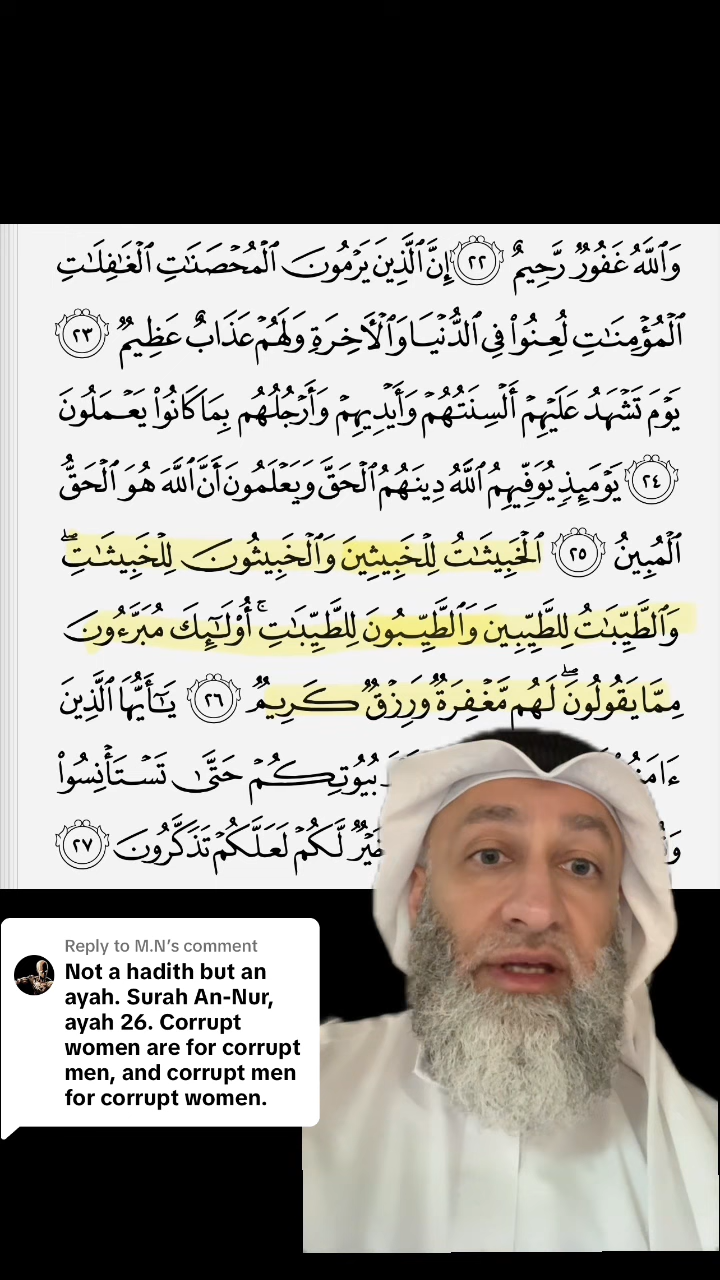 وَٱللَّهُ غَفُورٌ رَّحِيمٌ ٢٢ إِنَّ ٱلَّذِينَ يَرْمُونَ ٱلْمُحْصَنَٰتِ ٱلْغَٰفِلَٰتِ
ٱلْمُؤْمِنَٰتِ لُعِنُوا۟ فِى ٱلدُّنْيَا وَٱلْءَاخِرَةِ وَلَهُمْ عَذَابٌ عَظِيمٌ ٢٣
يَوْمَ تَشْهَدُ عَلَيْهِمْ أَلْسِنَتُهُمْ وَأَيْدِيهِمْ وَأَرْجُلُهُم بِمَا كَانُوا۟ يَعْمَلُونَ
٢٤ يَوْمَئِذٍ يُوَفِّيهِمُ ٱللَّهُ دِينَهُمُ ٱلْحَقَّ وَيَعْلَمُونَ أَنَّ ٱللَّهَ هُوَ ٱلْحَقُّ
ٱلْمُبِينُ ٢٥ ٱلْخَبِيثَٰتُ لِلْخَبِيثِينَ وَٱلْخَبِيثُونَ لِلْخَبِيثَٰتِ ۖ
وَٱلطَّيِّبَٰتُ لِلطَّيِّبِينَ وَٱلطَّيِّبُونَ لِلطَّيِّبَٰتِ ۚ أُو۟لَٰٓئِكَ مُبَرَّءُونَ
مِمَّا يَقُولُونَ ۖ لَهُم مَّغْفِرَةٌ وَرِزْقٌ كَرِيمٌ ٢٦ يَٰٓأَيُّهَا ٱلَّذِينَ
بُيُوتِكُمْ حَتَّىٰ تَسْتَأْنِسُوا۟
خَيْرٌ لَّكُمْ لَعَلَّكُمْ تَذَكَّرُونَ ٢٧
Reply to M.N's comment
Not a hadith but an
ayah. Surah An-Nur,
ayah 26. Corrupt
women are for corrupt
men, and corrupt men
for corrupt women.